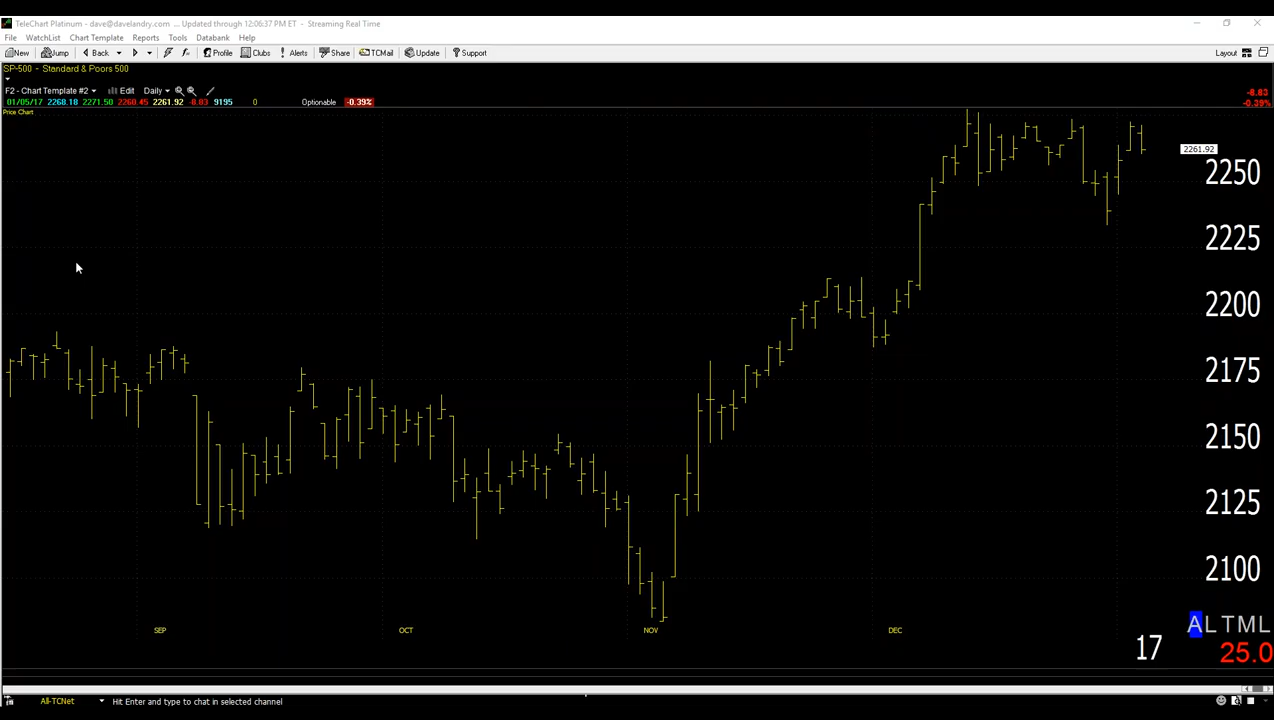 TeleChart Platinum - dave@davelandry.com ... Updated through 12:06:37 PM ET - Streaming Real Time
File WatchList Chart Template Reports Tools Databank Help
New Jump Back Profile Clubs Alerts Share TCMail Update Support Layout
SP-500 - Standard & Poors 500
F2 - Chart Template #2 Edit Daily
01/05/17 2268.18 2271.50 2260.45 2261.92 -8.83 9195 0 Optionable -0.39%
-8.83
-0.39%
Price Chart
2261.92
2250
2225
2200
2175
2150
2125
2100
SEP OCT NOV DEC
17
ALTML
25.0
All-TCNet Hit Enter and type to chat in selected channel